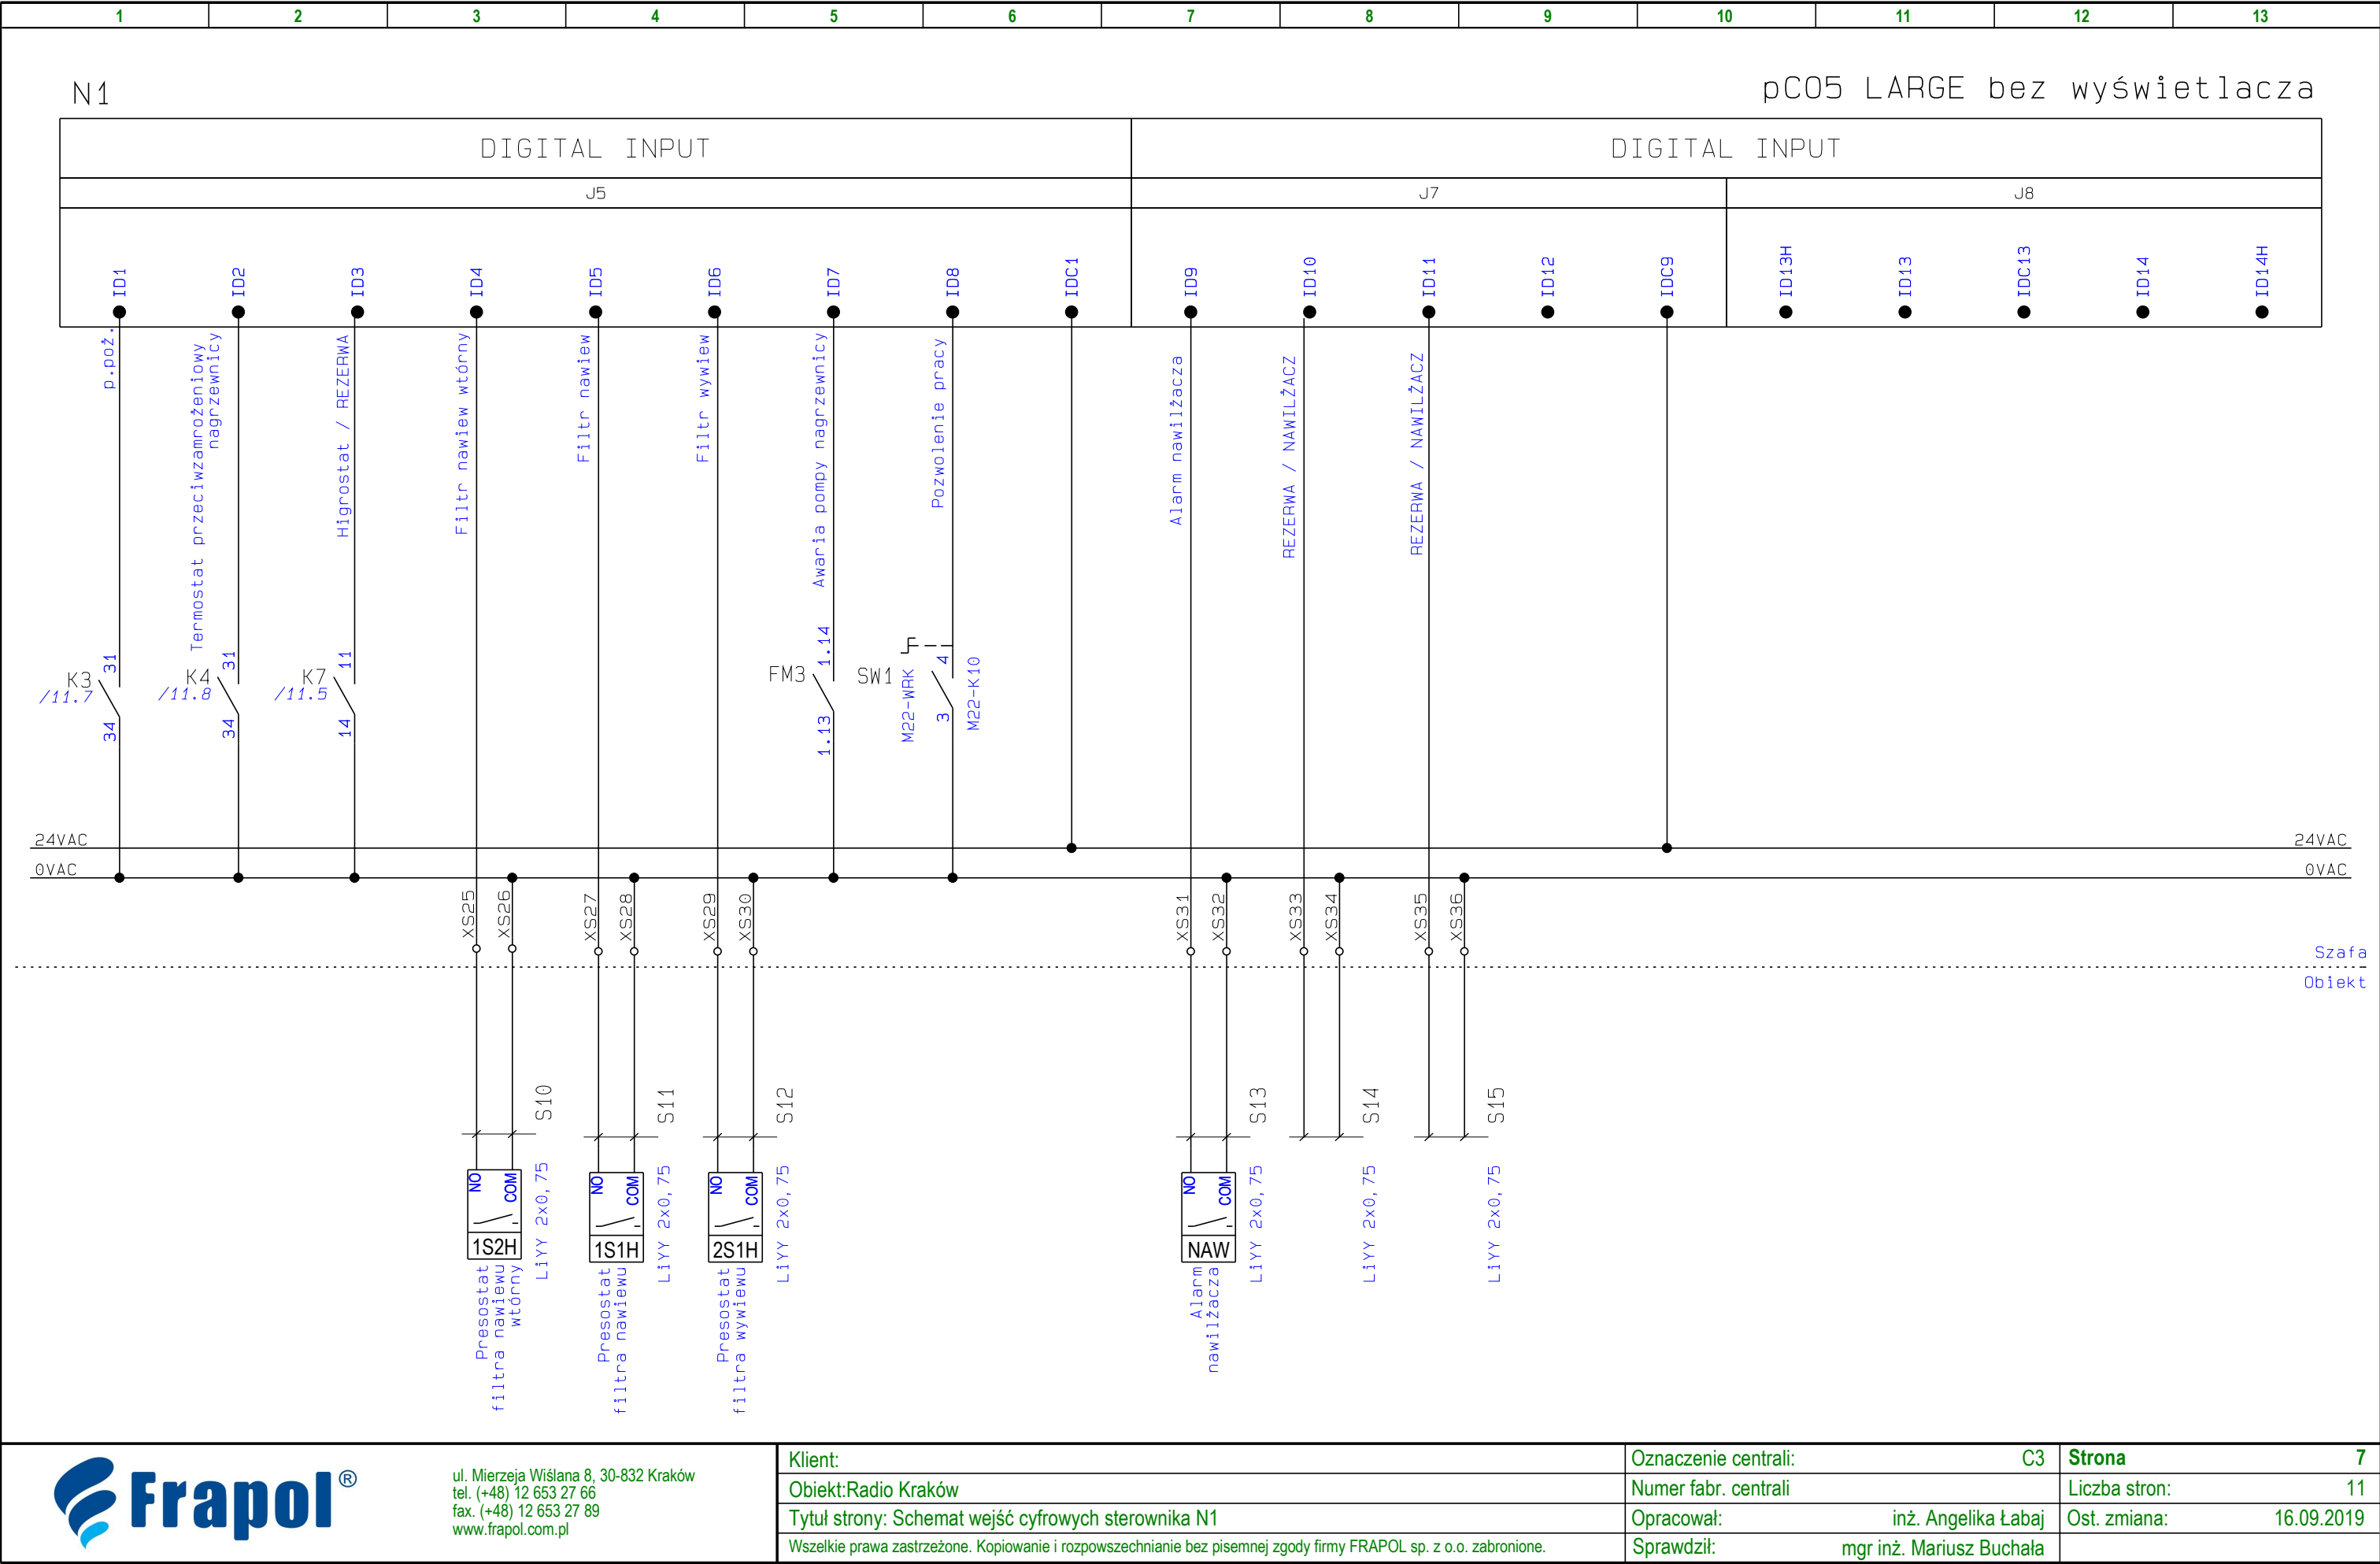 1 2 3 4 5 6 7 8 9 10 11 12 13
N1
pCO5 LARGE bez wyświetlacza
DIGITAL INPUT DIGITAL INPUT
J5 J7 J8
ID1 ID2 ID3 ID4 ID5 ID6 ID7 ID8 IDC1 ID9 ID10 ID11 ID12 IDC9 ID13H ID13 IDC13 ID14 ID14H
p.poż.
Termostat przeciwzamrożeniowy
nagrzewnicy
Higrostat / REZERWA
Filtr nawiew wtórny
Filtr nawiew
Filtr wywiew
Awaria pompy nagrzewnicy
Pozwolenie pracy
Alarm nawilżacza
REZERWA / NAWILŻACZ
REZERWA / NAWILŻACZ
K3
/11.7
31
34
K4
/11.8
31
34
K7
/11.5
11
14
FM3
1.14
1.13
SW1
M22-WRK
4
3
M22-K10
24VAC 24VAC
0VAC 0VAC
XS25 XS26 XS27 XS28 XS29 XS30 XS31 XS32 XS33 XS34 XS35 XS36
Szafa
Obiekt
S10 S11 S12 S13 S14 S15
LiYY 2x0,75 LiYY 2x0,75 LiYY 2x0,75 LiYY 2x0,75 LiYY 2x0,75 LiYY 2x0,75
NO COM NO COM NO COM NO COM
1S2H 1S1H 2S1H NAW
Presostat
filtra nawiewu
wtórny
Presostat
filtra nawiewu
Presostat
filtra wywiewu
Alarm
nawilżacza
Frapol®
ul. Mierzeja Wiślana 8, 30-832 Kraków
tel. (+48) 12 653 27 66
fax. (+48) 12 653 27 89
www.frapol.com.pl
Klient:
Obiekt:Radio Kraków
Tytuł strony: Schemat wejść cyfrowych sterownika N1
Wszelkie prawa zastrzeżone. Kopiowanie i rozpowszechnianie bez pisemnej zgody firmy FRAPOL sp. z o.o. zabronione.
Oznaczenie centrali: C3
Numer fabr. centrali
Opracował: inż. Angelika Łabaj
Sprawdził: mgr inż. Mariusz Buchała
Strona 7
Liczba stron: 11
Ost. zmiana: 16.09.2019